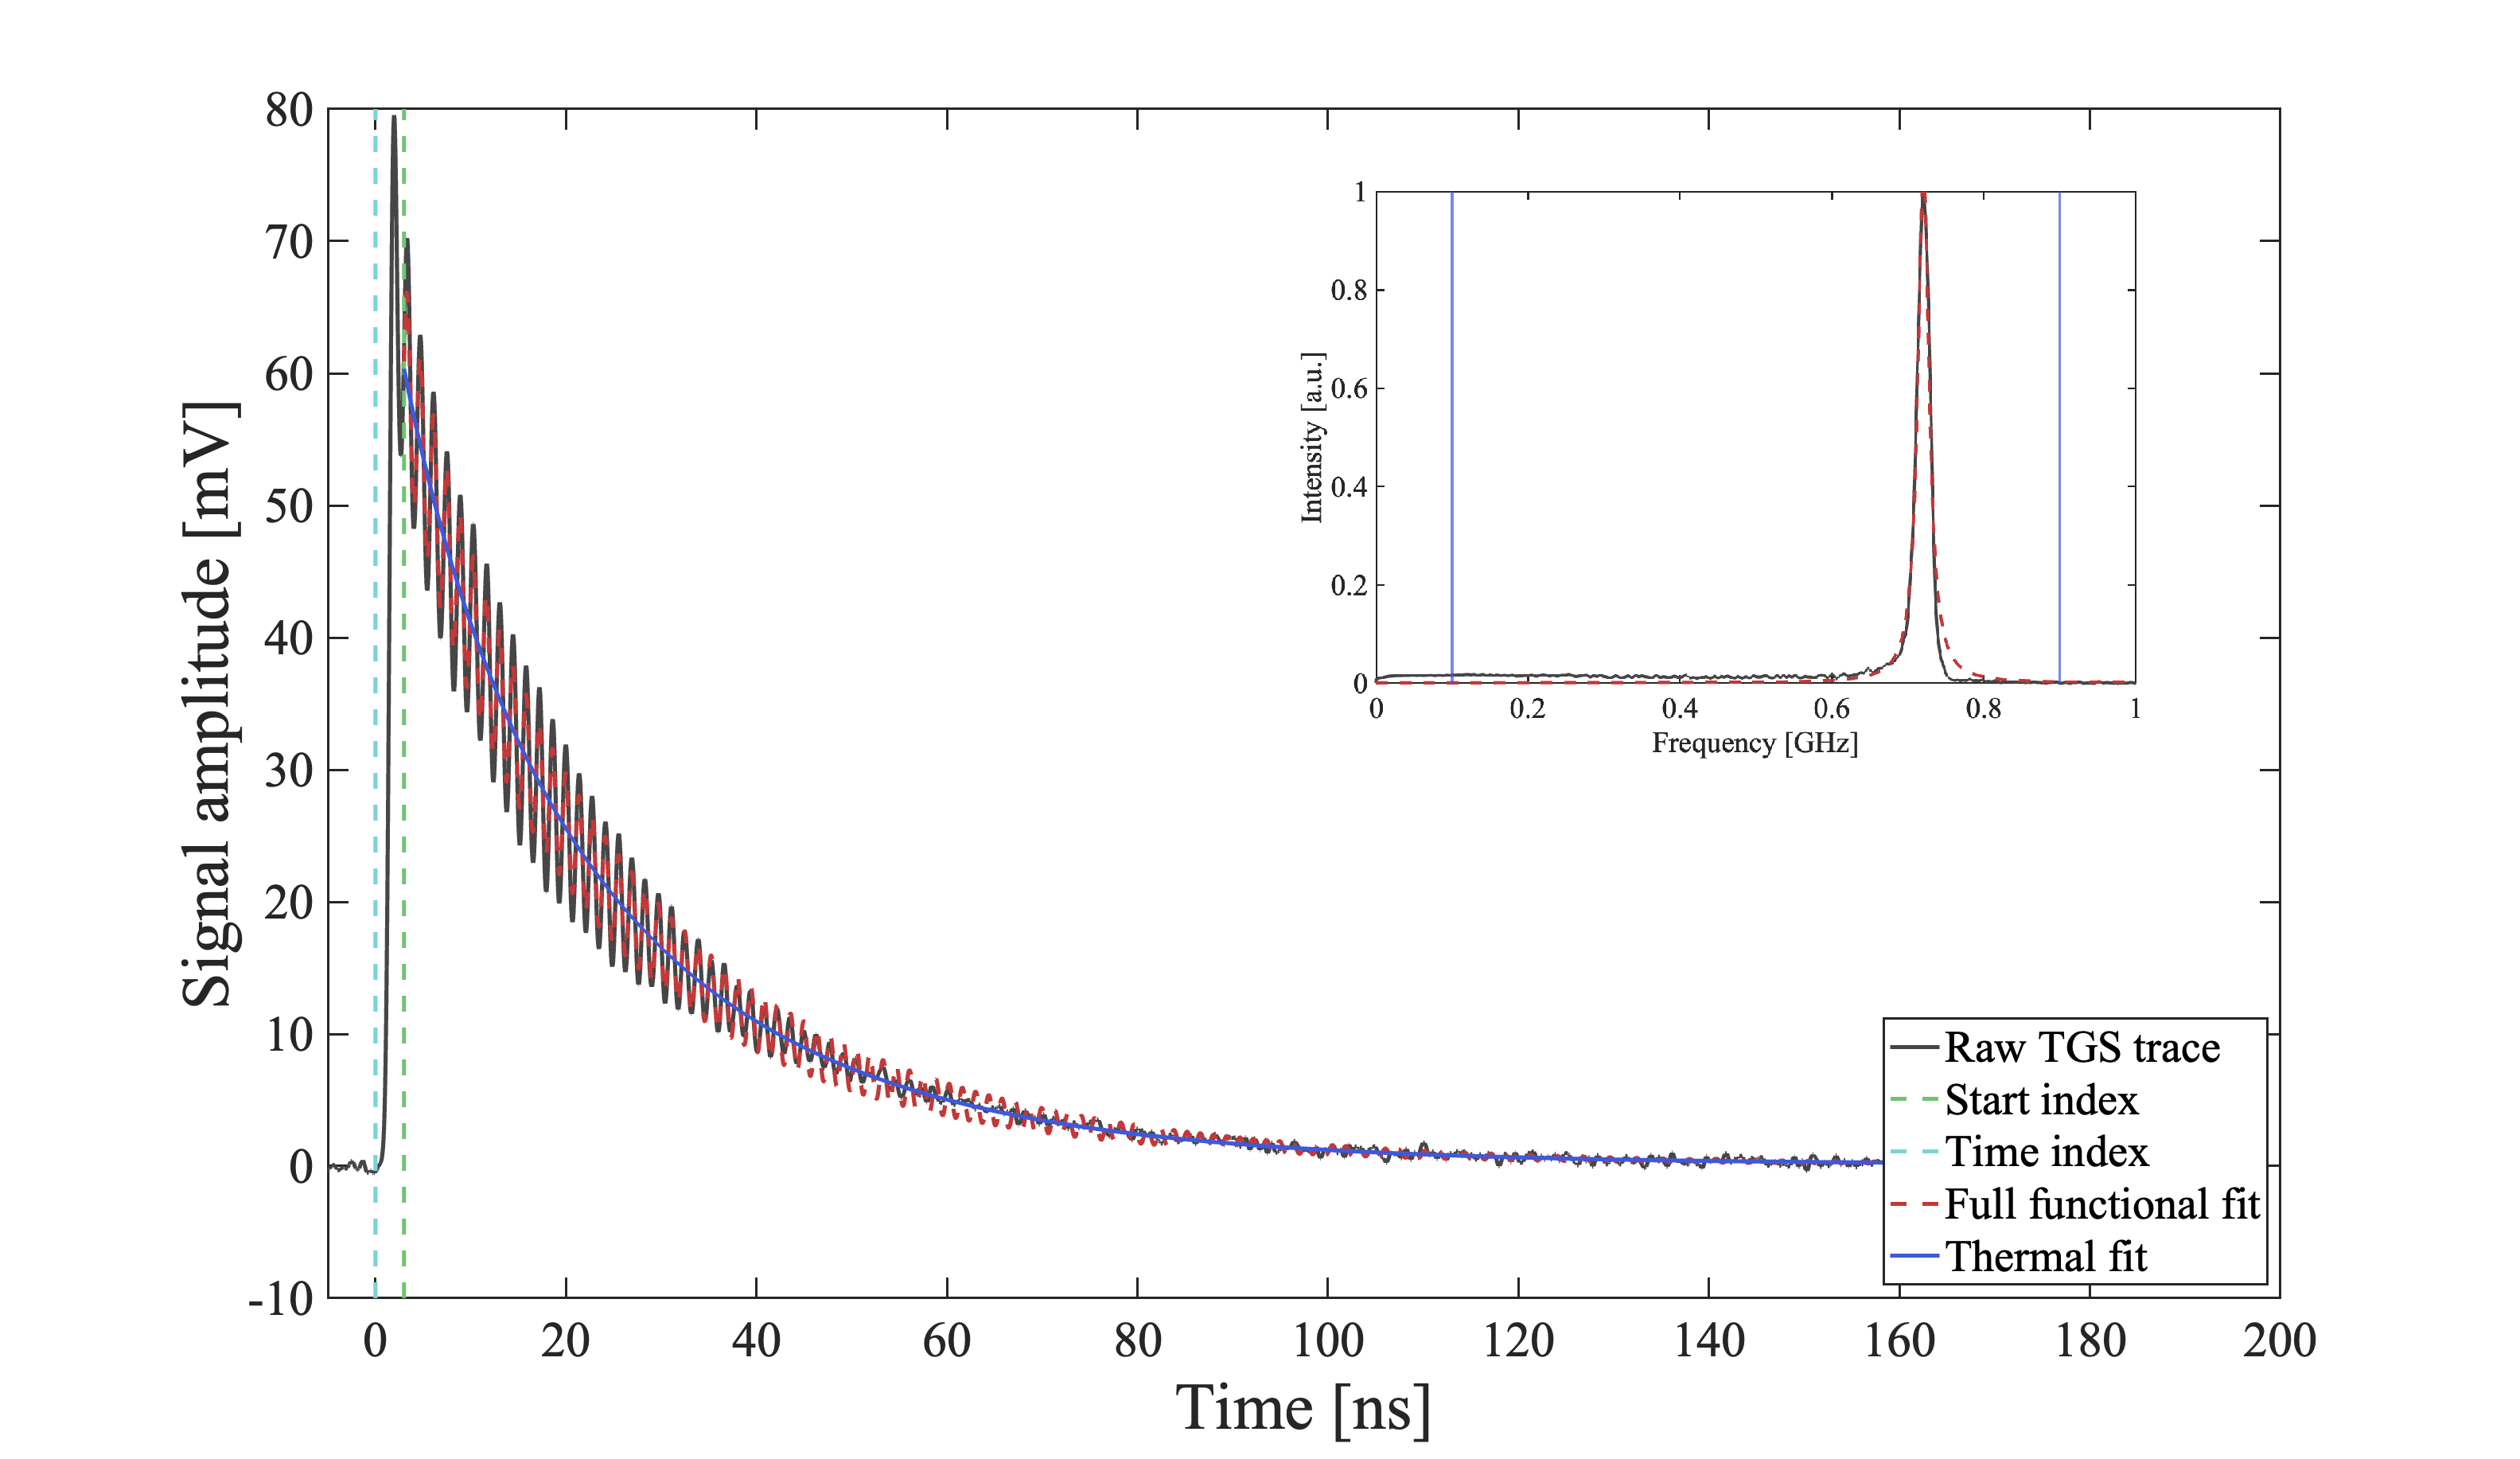 80
70
60
50
40
30
20
10
0
-10
Signal amplitude [mV]
0 20 40 60 80 100 120 140 160 180 200
Time [ns]
1
0.8
0.6
0.4
0.2
0
Intensity [a.u.]
0 0.2 0.4 0.6 0.8 1
Frequency [GHz]
Raw TGS trace
Start index
Time index
Full functional fit
Thermal fit